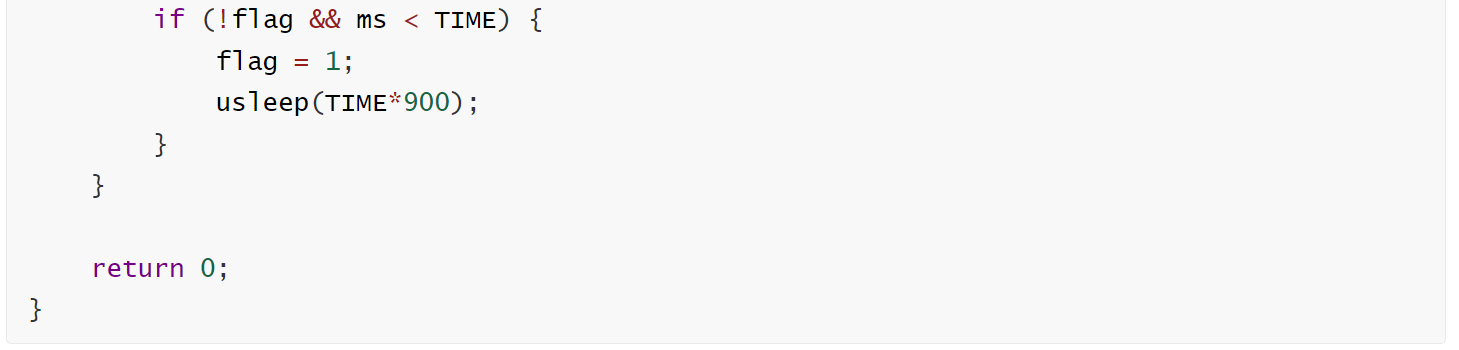 if (!flag && ms < TIME) {
flag = 1;
usleep(TIME*900);
}
}
return 0;
}